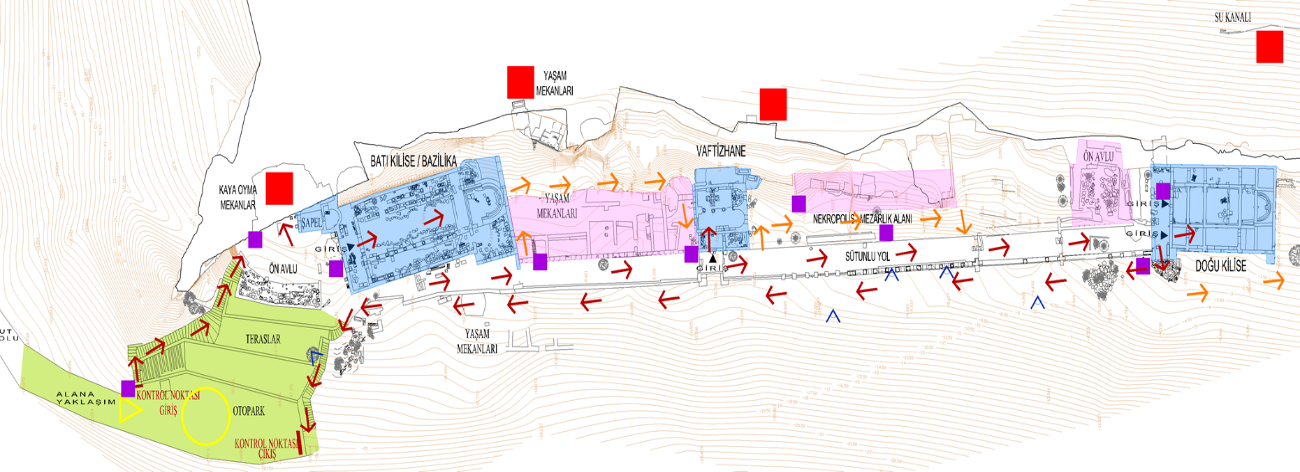 SU KANALI
YAŞAM
MEKANLARI
VAFTİZHANE
BATI KİLİSE / BAZİLİKA
ÖN AVLU
KAYA OYMA
MEKANLAR
ŞAPEL
YAŞAM
MEKANLARI
GİRİŞ
NEKROPOLİS MEZARLIK ALANI
GİRİŞ
GİRİŞ
SÜTUNLU YOL
DOĞU KİLİSE
ÖN AVLU
GİRİŞ
TERASLAR
YAŞAM
MEKANLARI
ALANA
YAKLAŞIM
KONTROL NOKTASI
GİRİŞ
OTOPARK
KONTROL NOKTASI
ÇIKIŞ